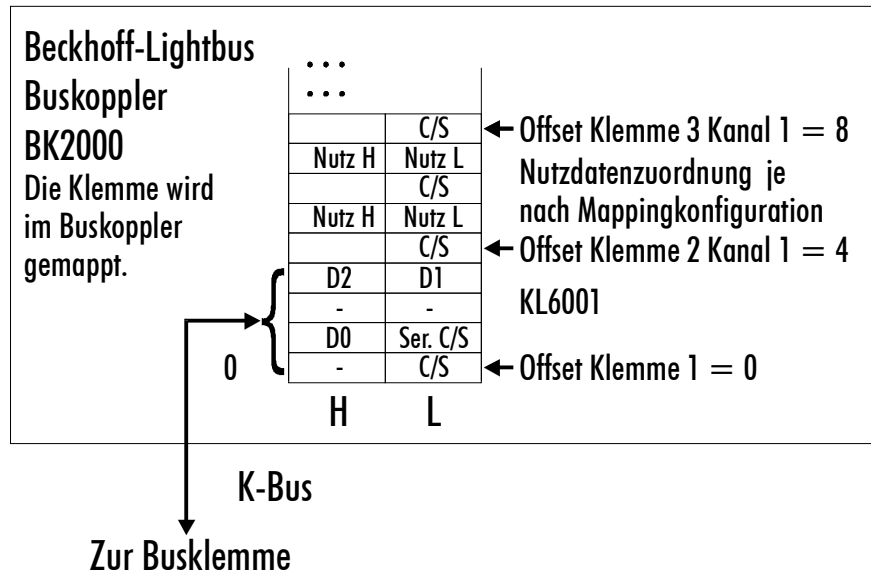 Beckhoff-Lightbus
Buskoppler
BK2000
Die Klemme wird
im Buskoppler
gemappt.
...
...
C/S
Offset Klemme 3 Kanal 1 = 8
Nutz H Nutz L
Nutzdatenzuordnung je
C/S
nach Mappingkonfiguration
Nutz H Nutz L
C/S
Offset Klemme 2 Kanal 1 = 4
D2 D1
KL6001
- -
D0 Ser. C/S
0
- C/S
Offset Klemme 1 = 0
H L
K-Bus
Zur Busklemme